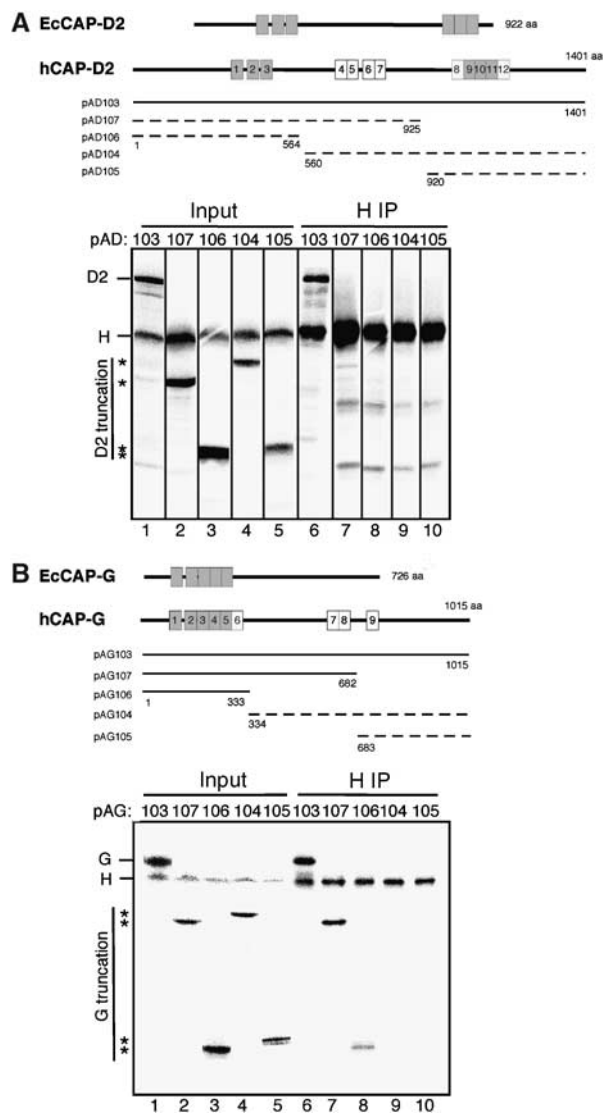 A
EcCAP-D2
922 aa
1401 aa
hCAP-D2
1 2 3 4 5 6 7 8 9 10 11 12
pAD103
1401
pAD107
925
pAD106
1 564
pAD104
560
pAD105
920
Input H IP
pAD: 103 107 106 104 105 103 107 106 104 105
D2
H
*
*
*
*
D2 truncation
1 2 3 4 5 6 7 8 9 10
B
EcCAP-G
726 aa
1015 aa
hCAP-G
1 2 3 4 5 6 7 8 9
pAG103
1015
pAG107
682
pAG106
1 333
pAG104
334
pAG105
683
Input H IP
pAG: 103 107 106 104 105 103 107 106 104 105
G
H
*
*
*
*
G truncation
1 2 3 4 5 6 7 8 9 10